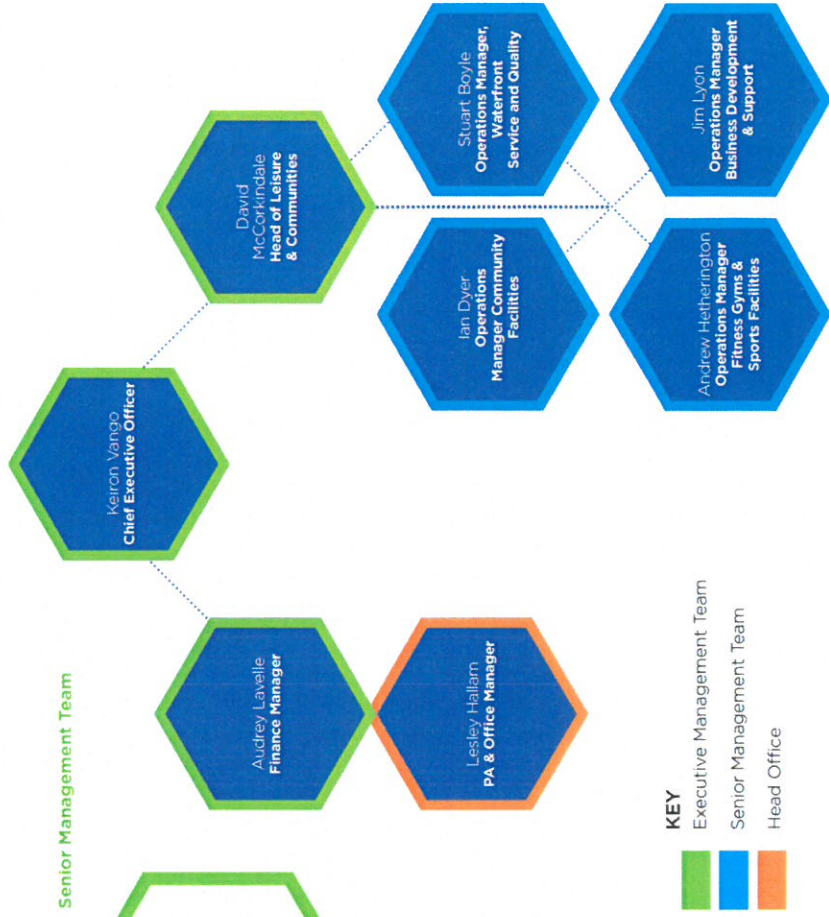 Senior Management Team
Keiron Vango
Chief Executive Officer
Audrey Lavelle
Finance Manager
David
McCorkindale
Head of Leisure
& Communities
Lesley Hallam
PA & Office Manager
Ian Dyer
Operations
Manager Community
Facilities
Stuart Boyle
Operations Manager,
Waterfront
Service and Quality
Andrew Hetherington
Operations Manager
Fitness Gyms &
Sports Facilities
Jim Lyon
Operations Manager
Business Development
& Support
KEY
Executive Management Team
Senior Management Team
Head Office